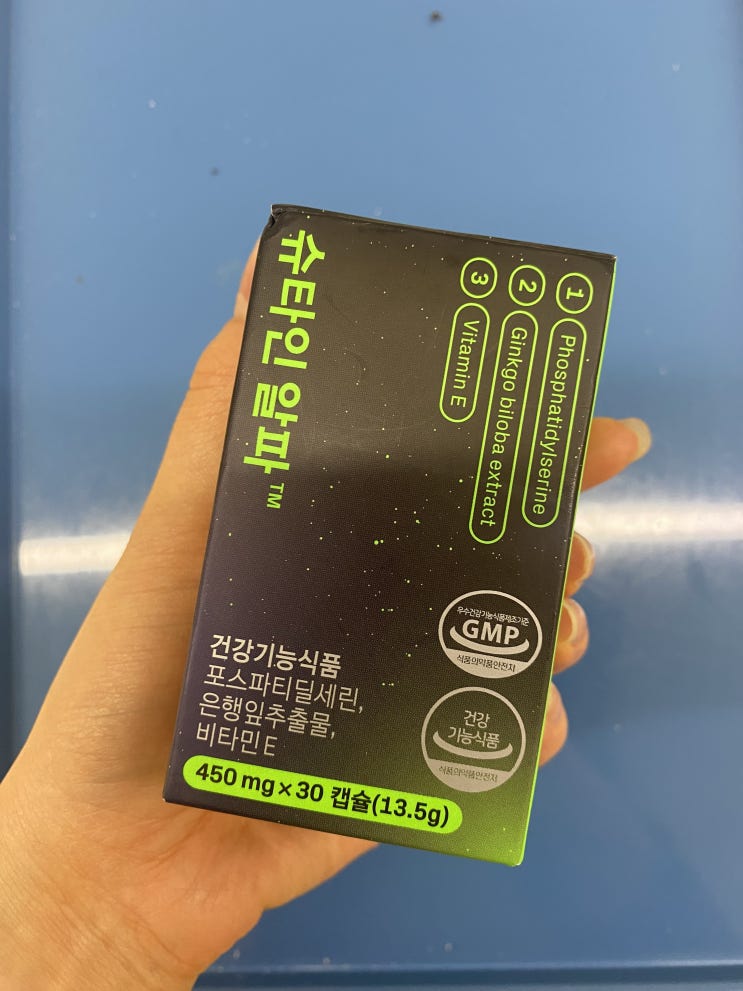 슈타인 알파™
1 Phosphatidylserine
2 Ginkgo biloba extract
3 Vitamin E
우수건강기능식품제조기준
GMP
식품의약품안전처
건강
기능식품
식품의약품안전처
건강기능식품
포스파티딜세린,
은행잎추출물,
비타민 E
450 mg × 30 캡슐(13.5g)